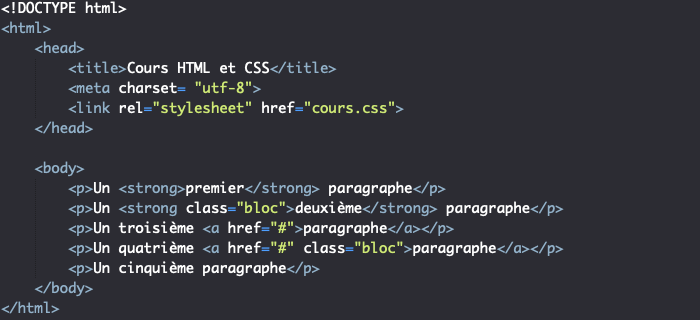 <!DOCTYPE html>
<html>
    <head>
        <title>Cours HTML et CSS</title>
        <meta charset= "utf-8">
        <link rel="stylesheet" href="cours.css">
    </head>

    <body>
        <p>Un <strong>premier</strong> paragraphe</p>
        <p>Un <strong class="bloc">deuxième</strong> paragraphe</p>
        <p>Un troisième <a href="#">paragraphe</a></p>
        <p>Un quatrième <a href="#" class="bloc">paragraphe</a></p>
        <p>Un cinquième paragraphe</p>
    </body>
</html>